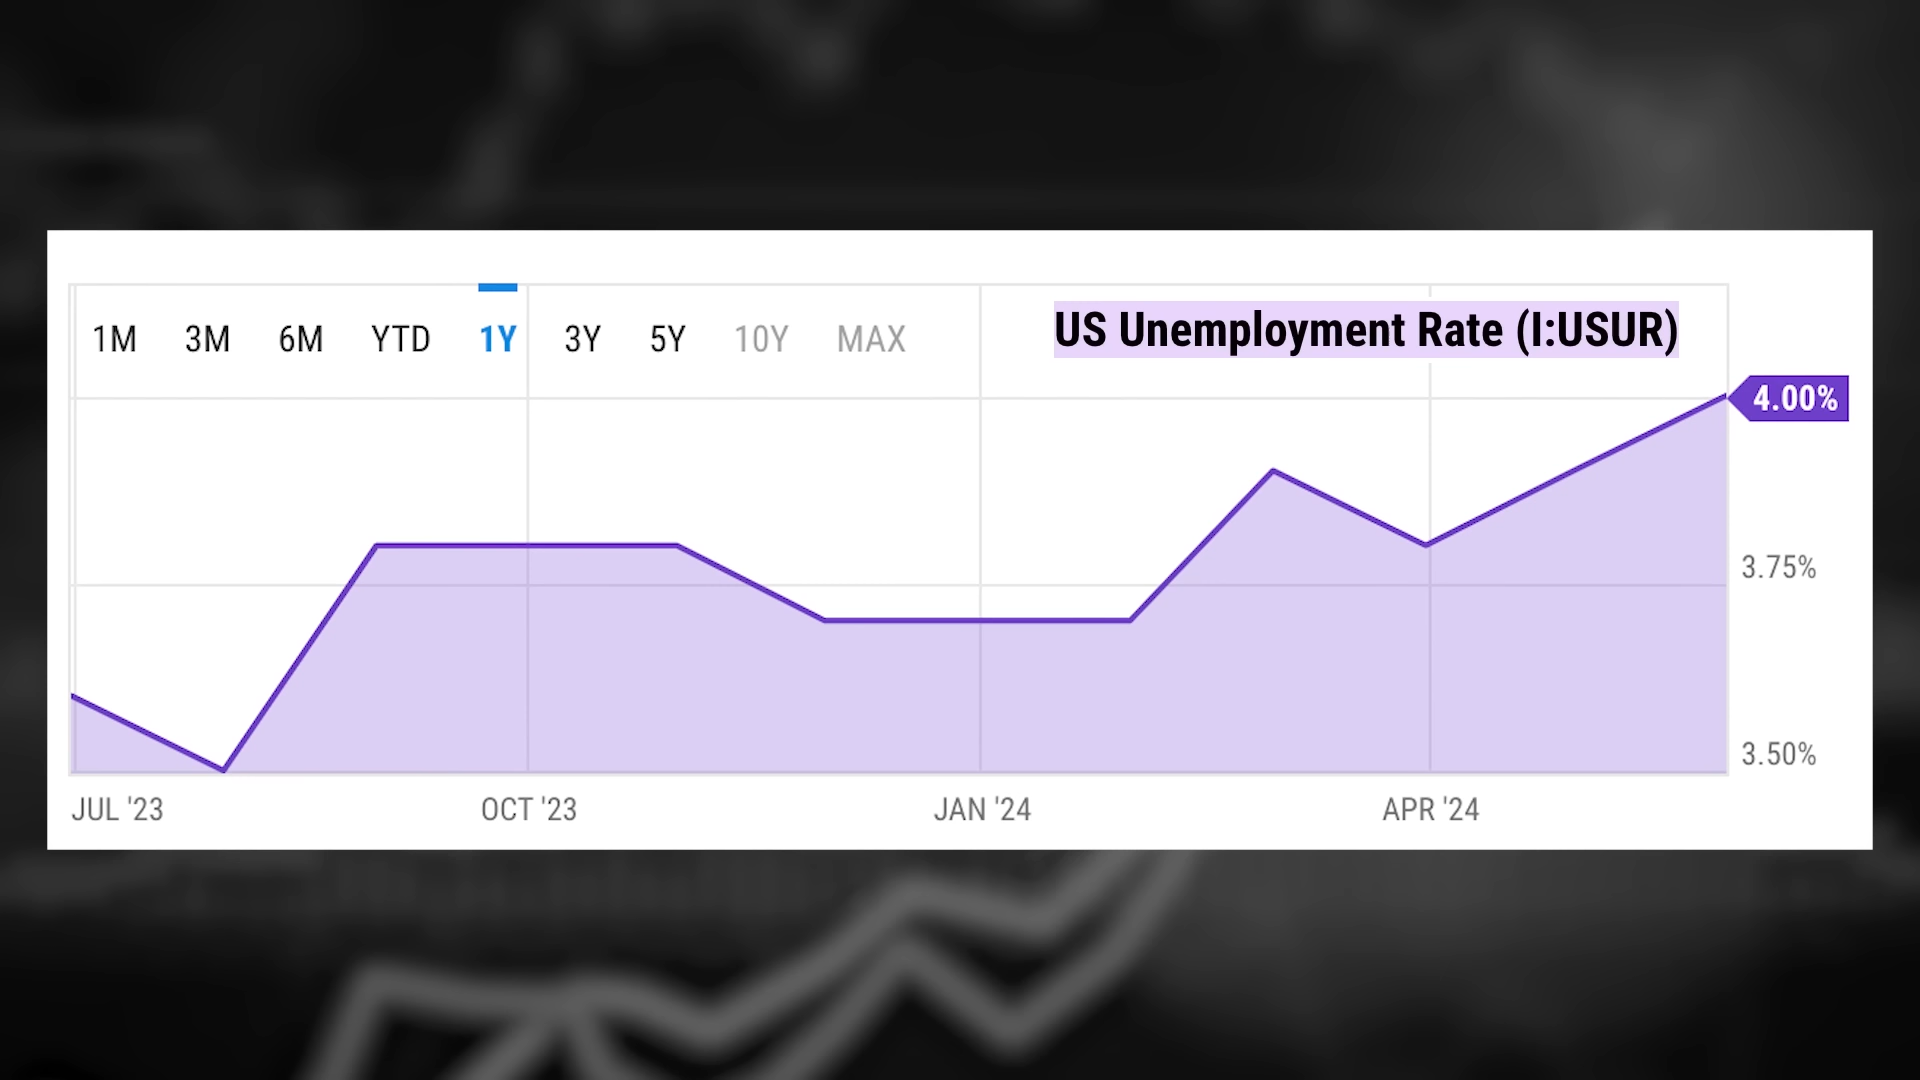 1M 3M 6M YTD 1Y 3Y 5Y 10Y MAX
US Unemployment Rate (I:USUR)
4.00%
3.75%
3.50%
JUL '23 OCT '23 JAN '24 APR '24